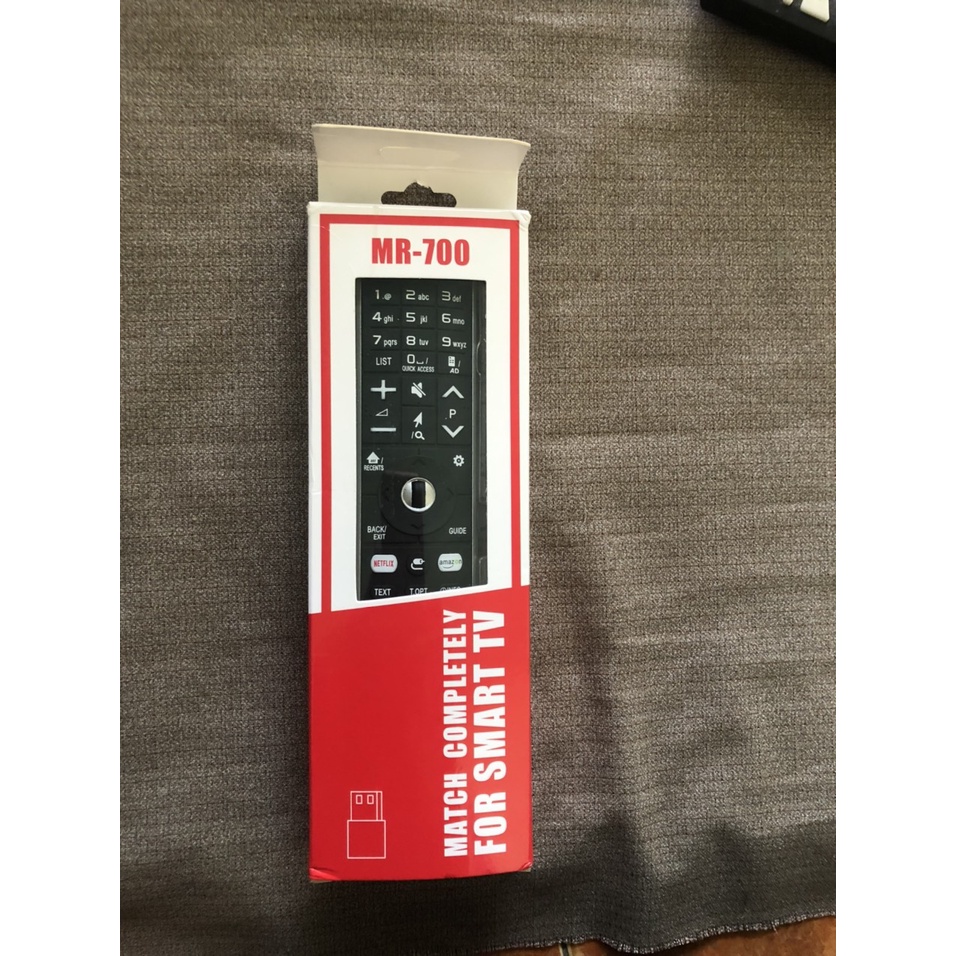 MR-700
1.@ 2abc 3def
4ghi 5jkl 6mno
7pqrs 8tuv 9wxyz
LIST 0 / /
QUICK ACCESS AD
P
/
/
RECENTS
BACK/ GUIDE
EXIT
NETFLIX amazon
TEXT T.OPT
MATCH COMPLETELY
FOR SMART TV